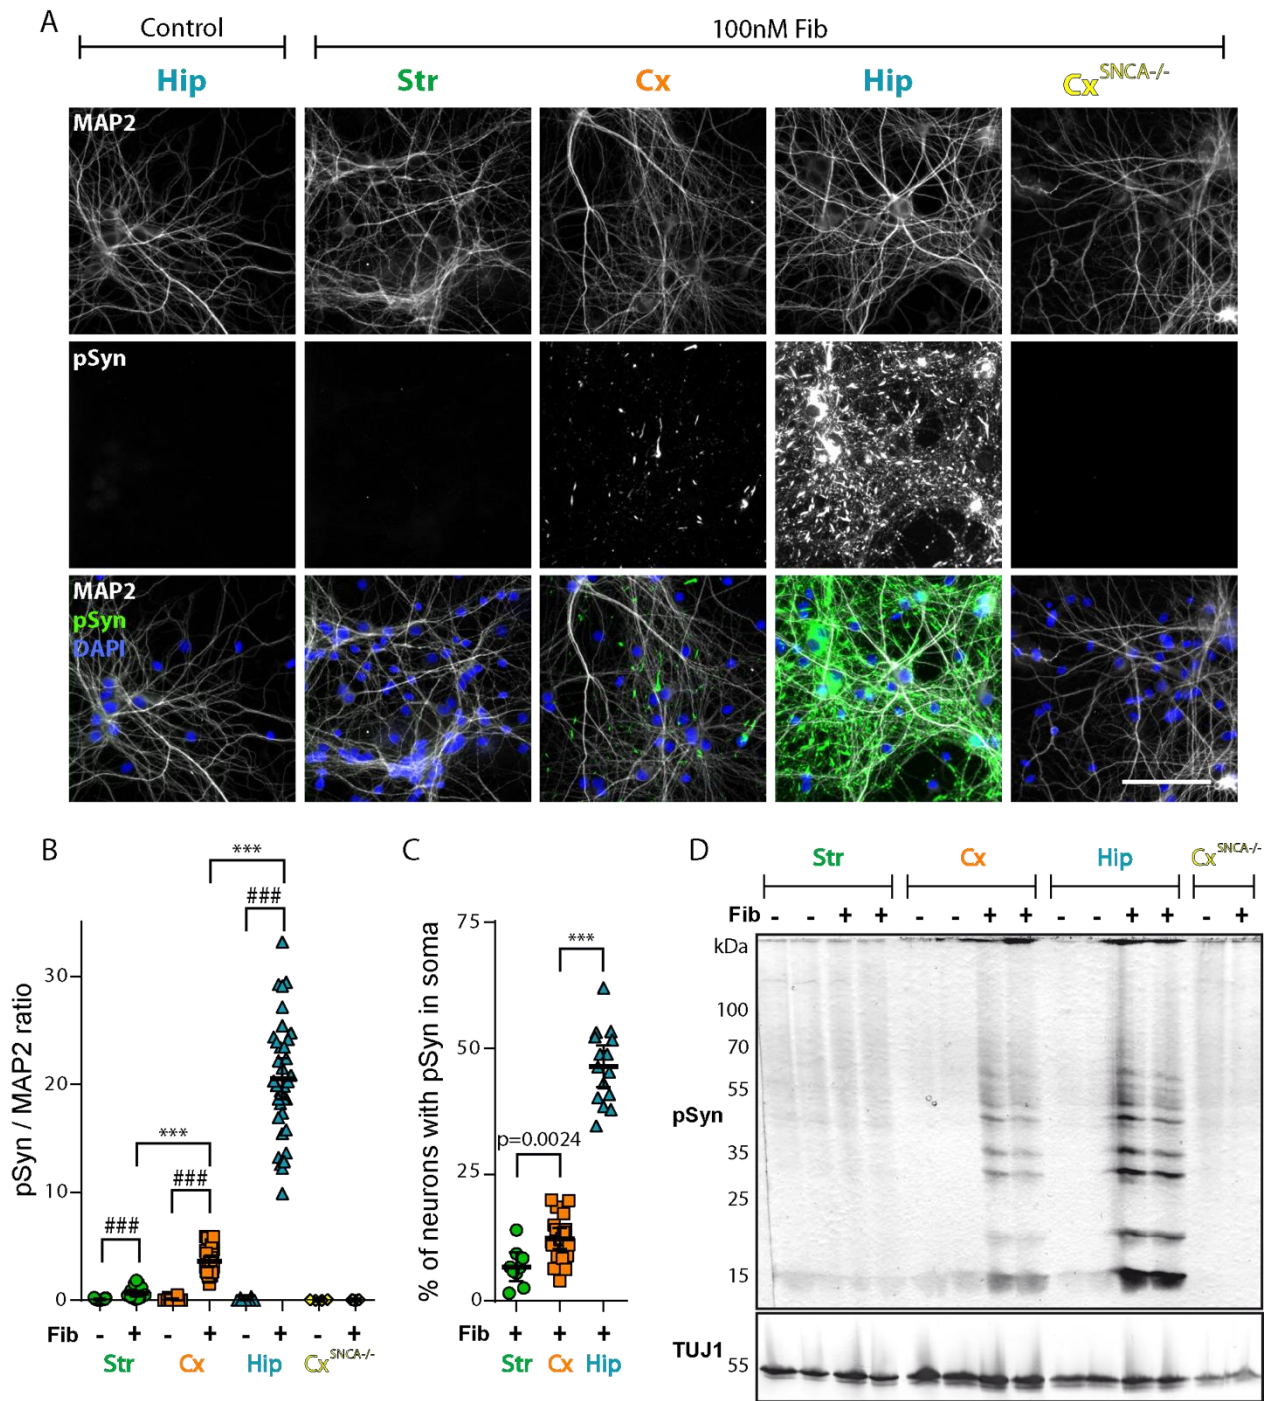 A
Control
100nM Fib
Hip Str Cx Hip Cx SNCA-/-
MAP2
pSyn
MAP2
pSyn
DAPI
B
pSyn / MAP2 ratio
***
###
***
###
###
30
20
10
0
Fib - + - + - + - +
Str Cx Hip Cx SNCA-/-
C
% of neurons with pSyn in soma
75
***
50
p=0.0024
25
0
Fib + + +
Str Cx Hip
D
Str Cx Hip Cx SNCA-/-
Fib - - + + - - + + - - + + - +
kDa
100
70
55
pSyn
35
25
15
TUJ1
55